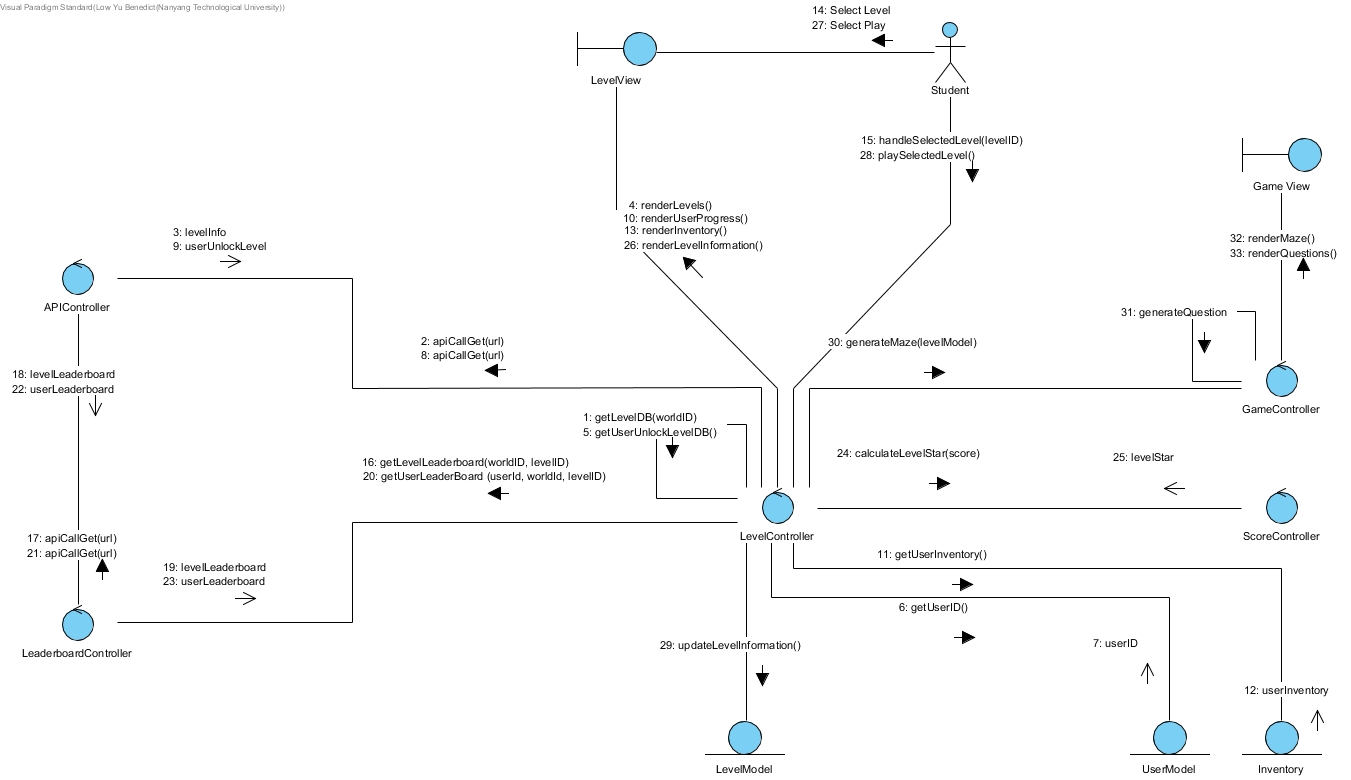 Visual Paradigm Standard(Low Yu Benedict(Nanyang Technological University))
14: Select Level
27: Select Play
LevelView
Student
15: handleSelectedLevel(levelID)
28: playSelectedLevel()
Game View
4: renderLevels()
10: renderUserProgress()
13: renderInventory()
26: renderLevelInformation()
3: levelInfo
9: userUnlockLevel
32: renderMaze()
33: renderQuestions()
APIController
31: generateQuestion
2: apiCallGet(url)
8: apiCallGet(url)
30: generateMaze(levelModel)
18: levelLeaderboard
22: userLeaderboard
GameController
1: getLevelDB(worldID)
5: getUserUnlockLevelDB()
16: getLevelLeaderboard(worldID, levelID)
20: getUserLeaderBoard (userId, worldId, levelID)
24: calculateLevelStar(score)
25: levelStar
LevelController
ScoreController
17: apiCallGet(url)
21: apiCallGet(url)
11: getUserInventory()
19: levelLeaderboard
23: userLeaderboard
6: getUserID()
LeaderboardController
29: updateLevelInformation()
7: userID
12: userInventory
LevelModel
UserModel
Inventory